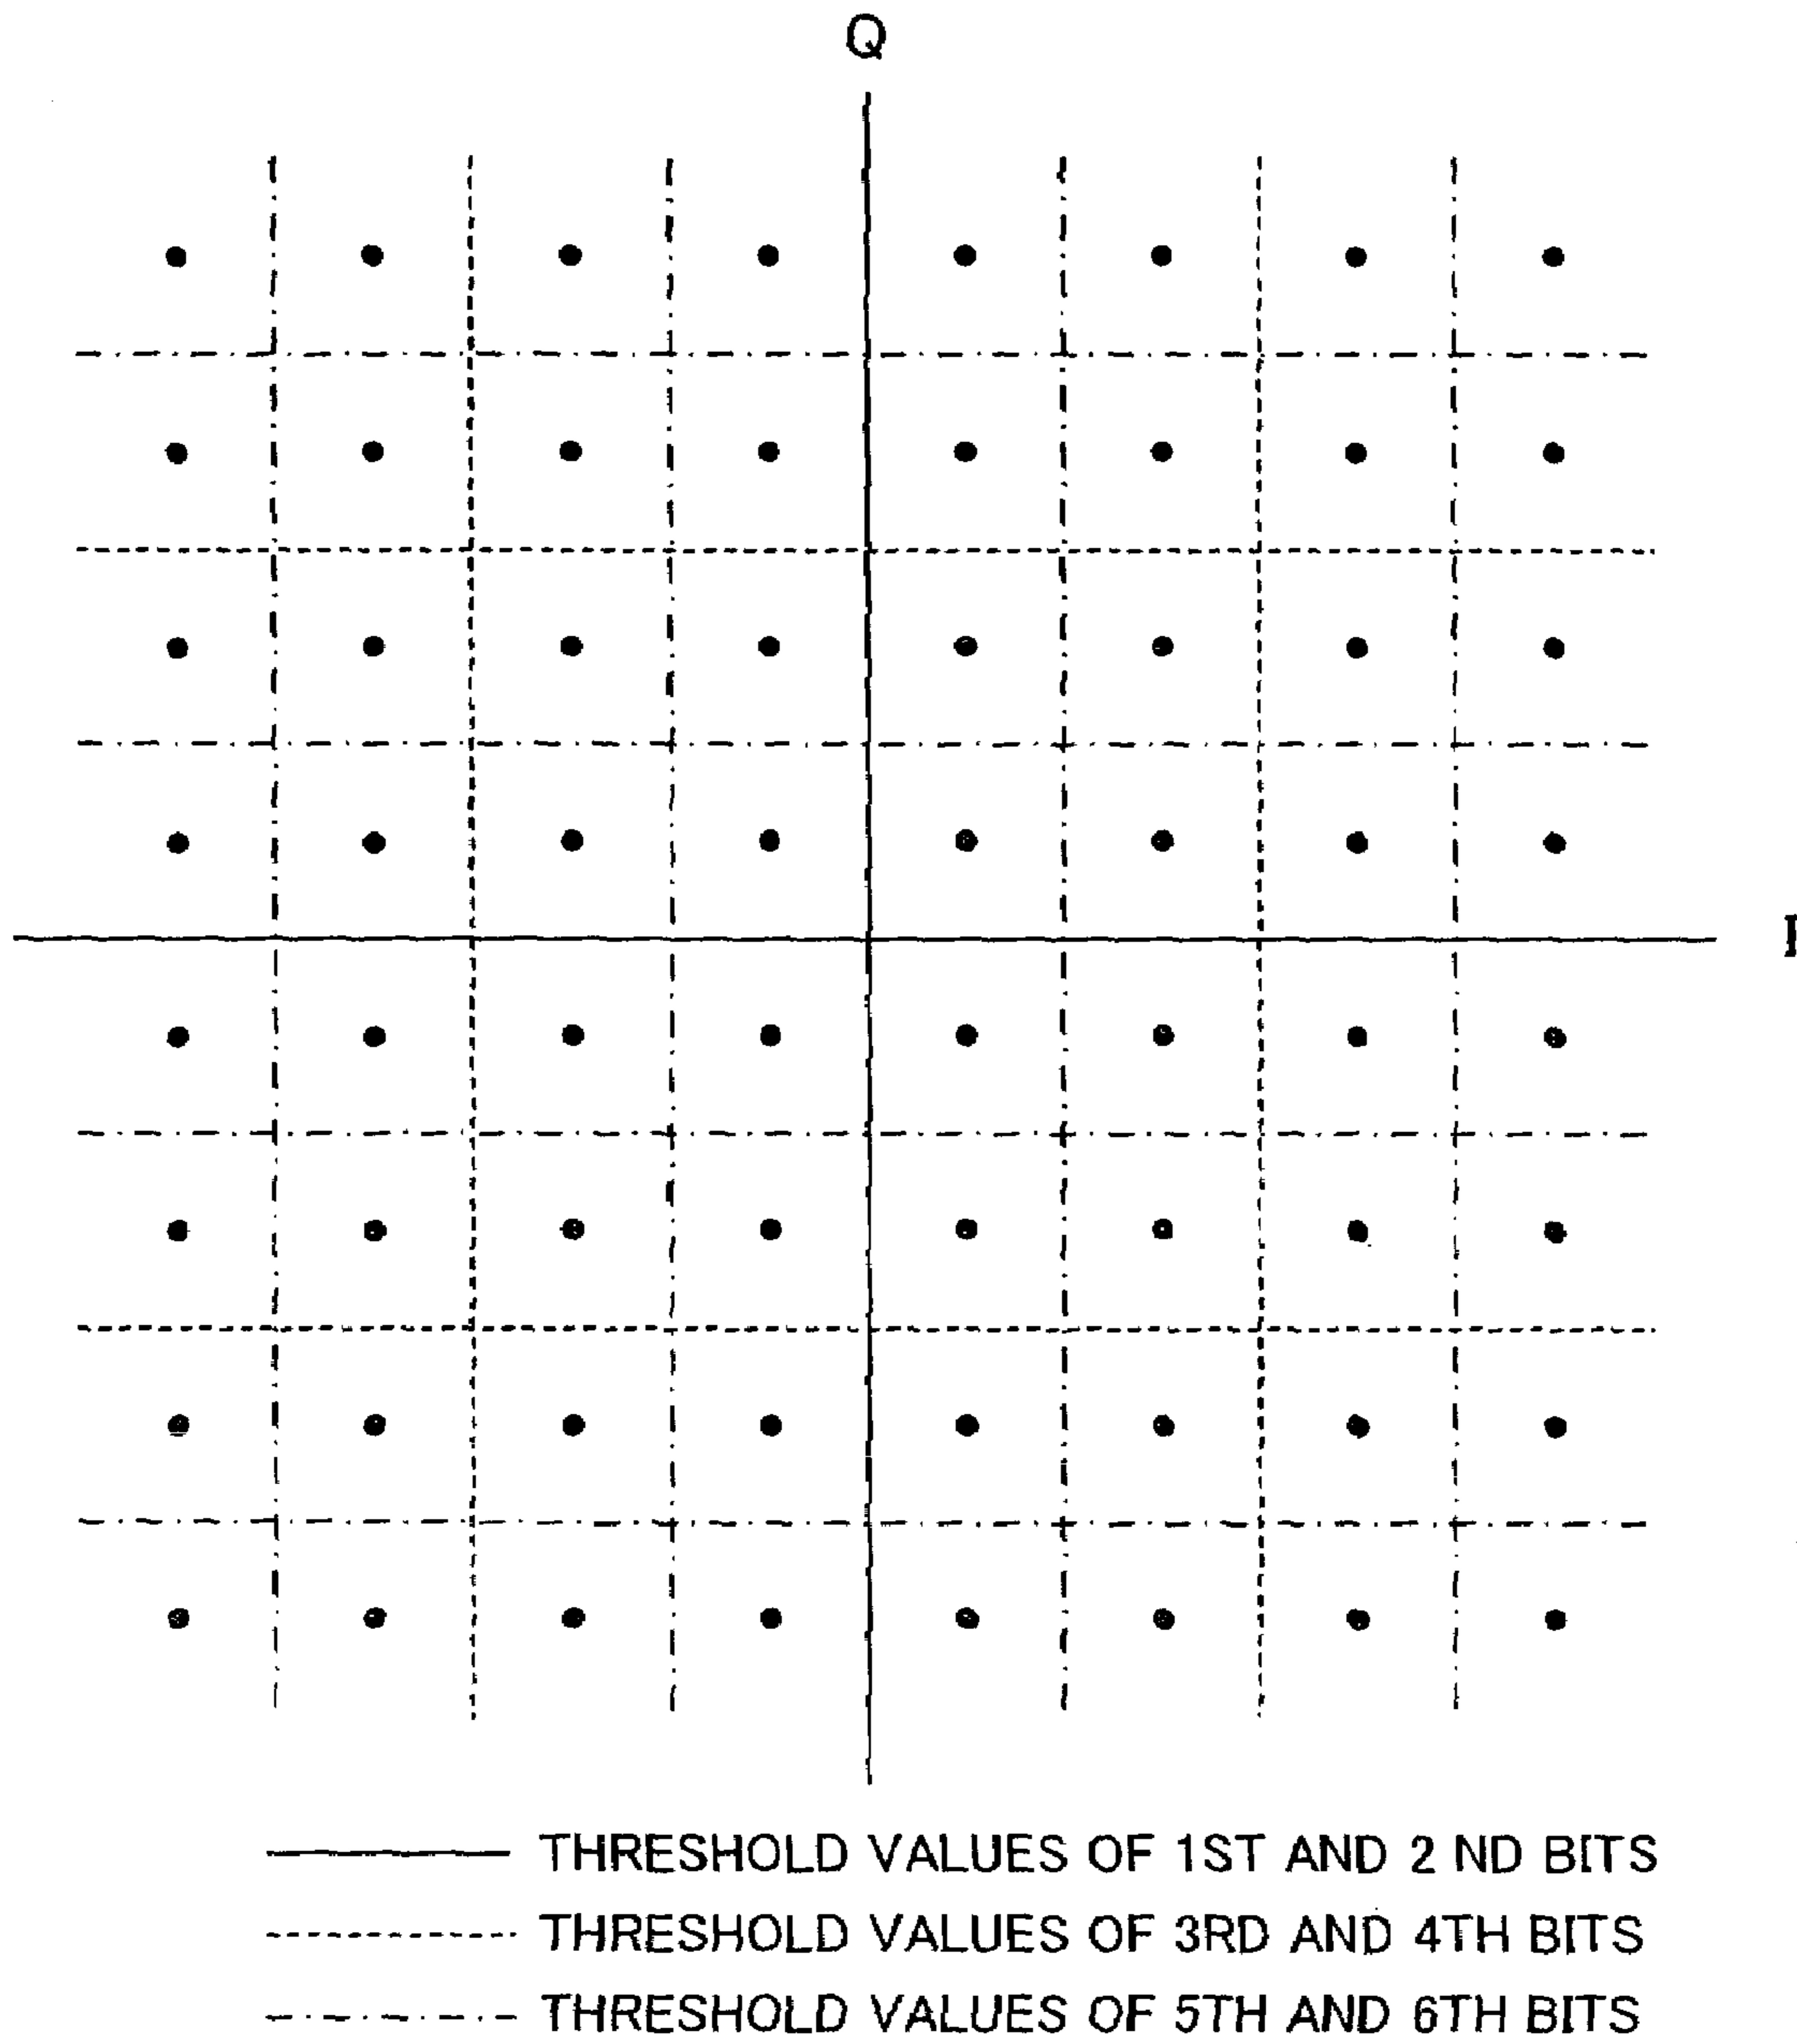 Q
I
THRESHOLD VALUES OF 1ST AND 2 ND BITS
THRESHOLD VALUES OF 3RD AND 4TH BITS
THRESHOLD VALUES OF 5TH AND 6TH BITS